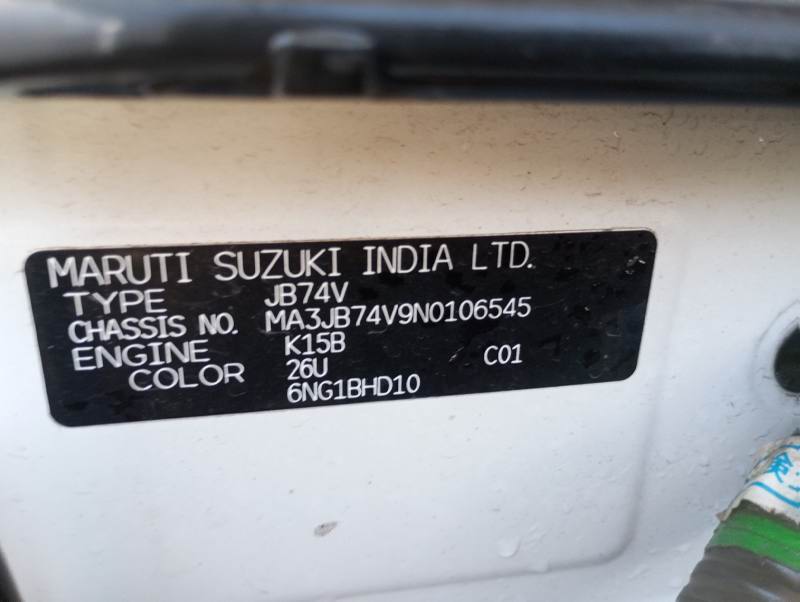 MARUTI SUZUKI INDIA LTD.
TYPE JB74V
CHASSIS NO. MA3JB74V9N0106545
ENGINE K15B
COLOR 26U C01
6NG1BHD10